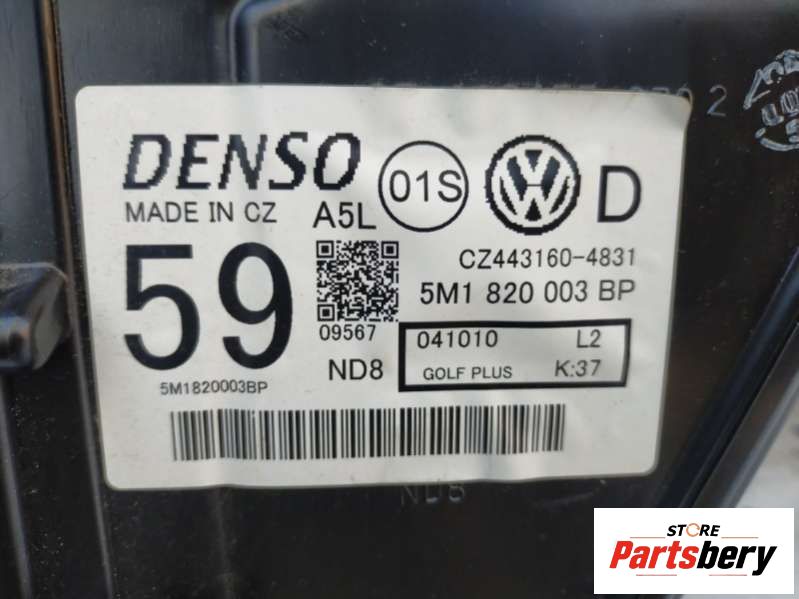 DENSO 01S D
MADE IN CZ A5L
CZ443160-4831
59
5M1 820 003 BP
09567
041010 L2
ND8
GOLF PLUS K:37
5M1820003BP
ND8
STORE
Partsbery